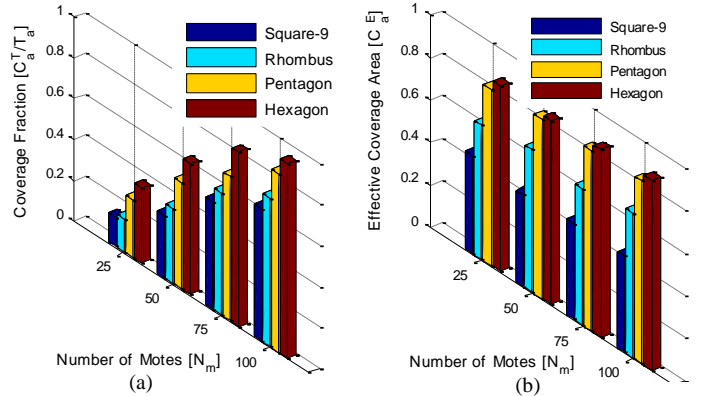 Coverage Fraction [C_a^T/T_a]
1
0.8
0.6
0.4
0.2
0
Square-9
Rhombus
Pentagon
Hexagon
25
50
75
100
Number of Motes [N_m]
(a)
Effective Coverage Area [C_a^E]
1
0.8
0.6
0.4
0.2
0
Square-9
Rhombus
Pentagon
Hexagon
25
50
75
100
Number of Motes [N_m]
(b)